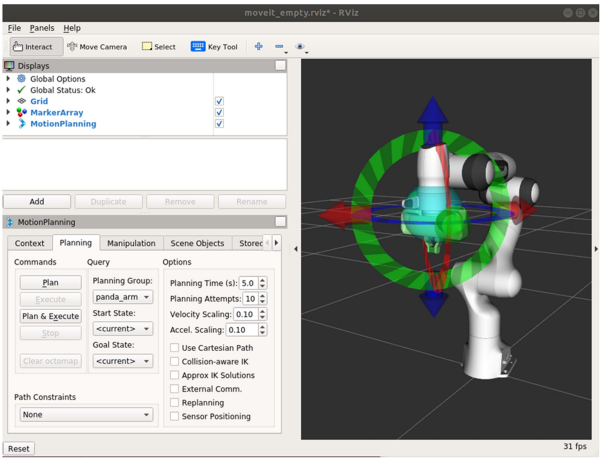 moveit_empty.rviz* - RViz
File Panels Help
Interact Move Camera Select Key Tool
Displays
Global Options
Global Status: Ok
Grid
MarkerArray
MotionPlanning
Add Duplicate Remove Rename
MotionPlanning
Context Planning Manipulation Scene Objects Stored
Commands Query Options
Plan
Execute
Plan & Execute
Stop
Clear octomap
Planning Group:
panda_arm
Start State:
<current>
Goal State:
<current>
Planning Time (s): 5.0
Planning Attempts: 10
Velocity Scaling: 0.10
Accel. Scaling: 0.10
Use Cartesian Path
Collision-aware IK
Approx IK Solutions
External Comm.
Replanning
Sensor Positioning
Path Constraints
None
Reset
31 fps